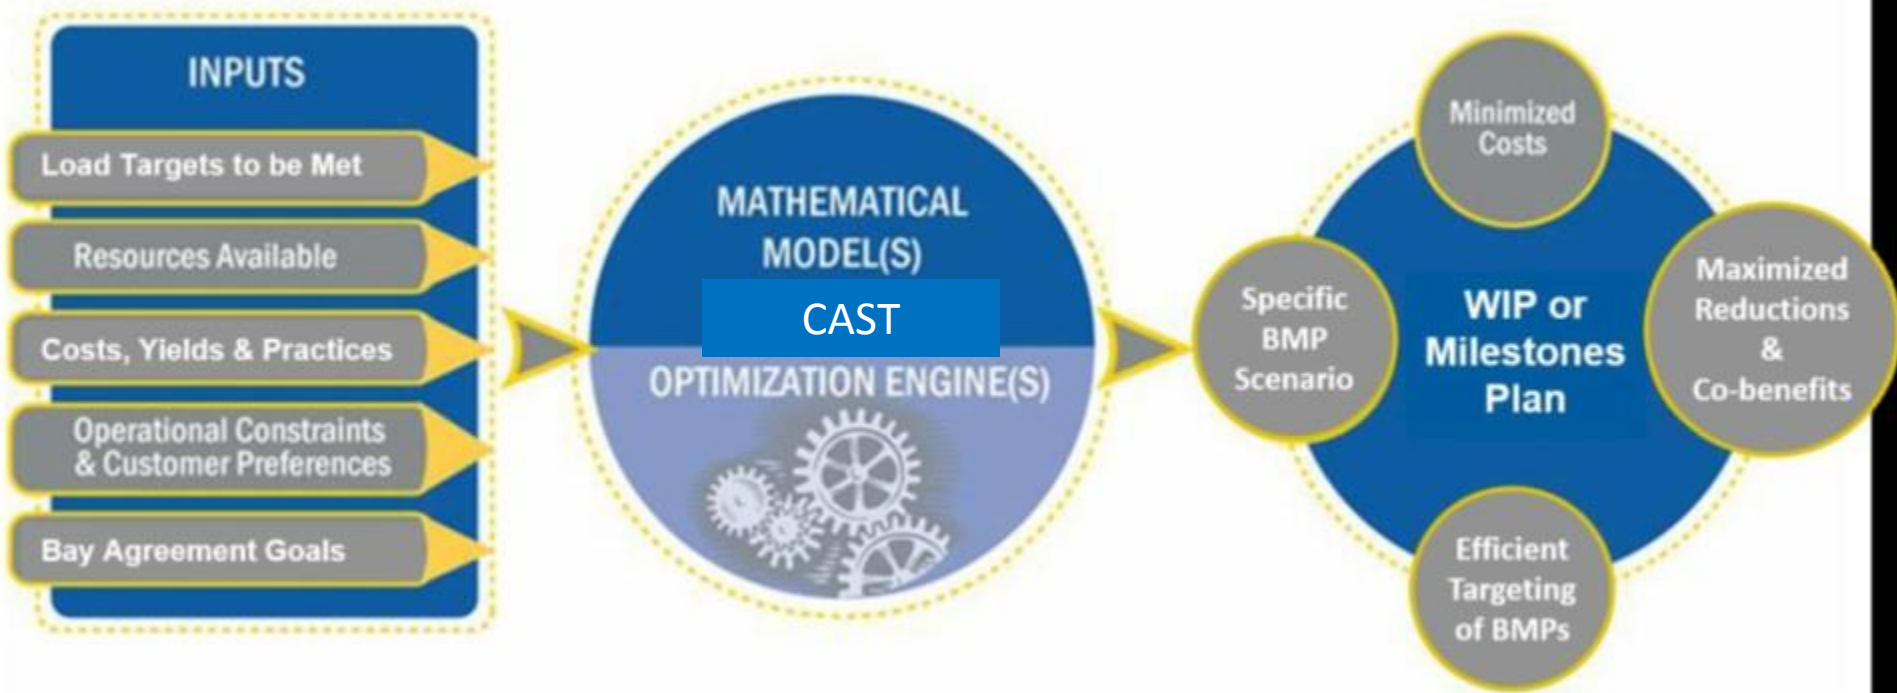 INPUTS
Load Targets to be Met
Resources Available
Costs, Yields & Practices
Operational Constraints
& Customer Preferences
Bay Agreement Goals
MATHEMATICAL
MODEL(S)
CAST
OPTIMIZATION ENGINE(S)
Minimized
Costs
Specific
BMP
Scenario
WIP or
Milestones
Plan
Maximized
Reductions
&
Co-benefits
Efficient
Targeting
of BMPs